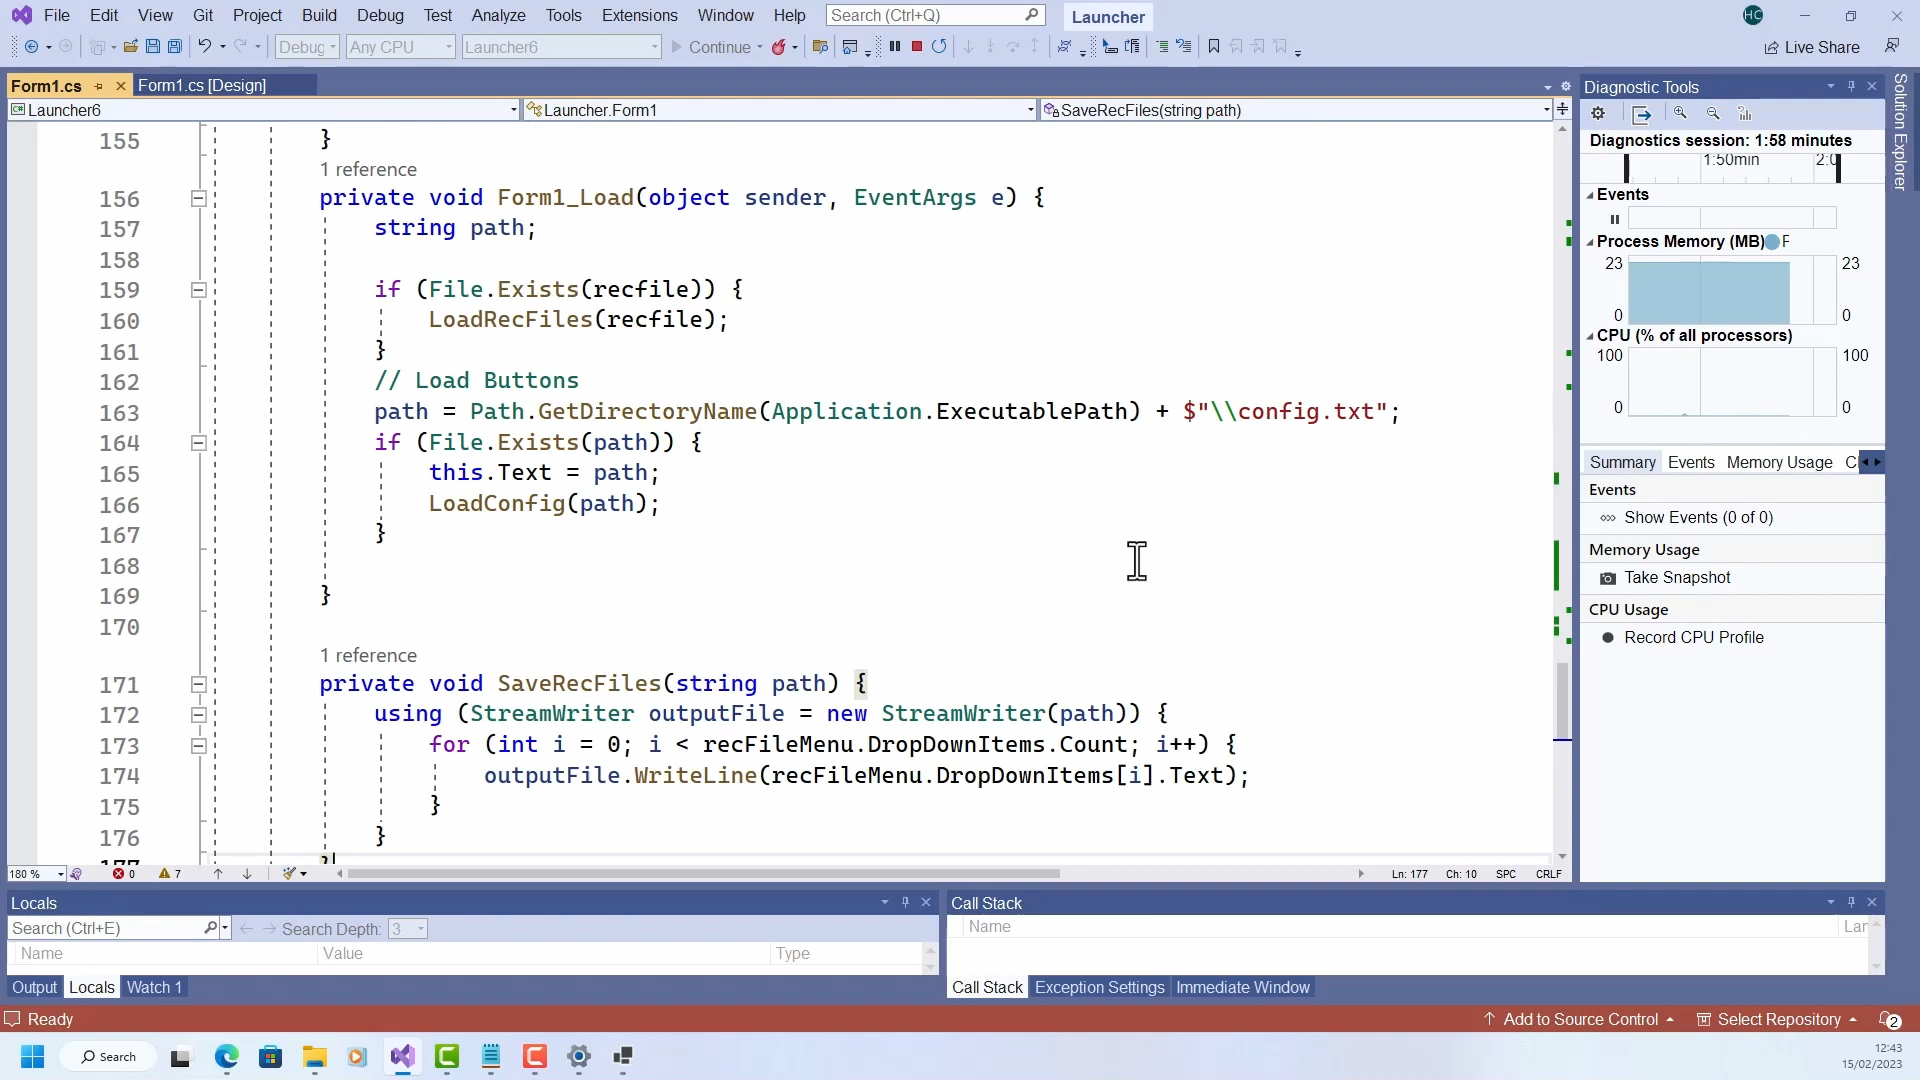 File Edit View Git Project Build Debug Test Analyze Tools Extensions Window Help Search (Ctrl+Q) Launcher HC
Debug Any CPU Launcher6 Continue Live Share
Form1.cs Form1.cs [Design]
Launcher6 Launcher.Form1 SaveRecFiles(string path)
155 }
1 reference
156 private void Form1_Load(object sender, EventArgs e) {
157 string path;
158
159 if (File.Exists(recfile)) {
160 LoadRecFiles(recfile);
161 }
162 // Load Buttons
163 path = Path.GetDirectoryName(Application.ExecutablePath) + $"\\config.txt";
164 if (File.Exists(path)) {
165 this.Text = path;
166 LoadConfig(path);
167 }
168
169 }
170
1 reference
171 private void SaveRecFiles(string path) {
172 using (StreamWriter outputFile = new StreamWriter(path)) {
173 for (int i = 0; i < recFileMenu.DropDownItems.Count; i++) {
174 outputFile.WriteLine(recFileMenu.DropDownItems[i].Text);
175 }
176 }
177 }
180 % 0 7 Ln: 177 Ch: 10 SPC CRLF
Diagnostic Tools
Diagnostics session: 1:58 minutes
1:50min 2:0
Events
Process Memory (MB) P
23 23
0 0
CPU (% of all processors)
100 100
0 0
Summary Events Memory Usage C
Events
Show Events (0 of 0)
Memory Usage
Take Snapshot
CPU Usage
Record CPU Profile
Solution Explorer
Locals
Search (Ctrl+E) Search Depth: 3
Name Value Type
Output Locals Watch 1
Call Stack
Name Lan
Call Stack Exception Settings Immediate Window
Ready Add to Source Control Select Repository 2
Search
12:43
15/02/2023